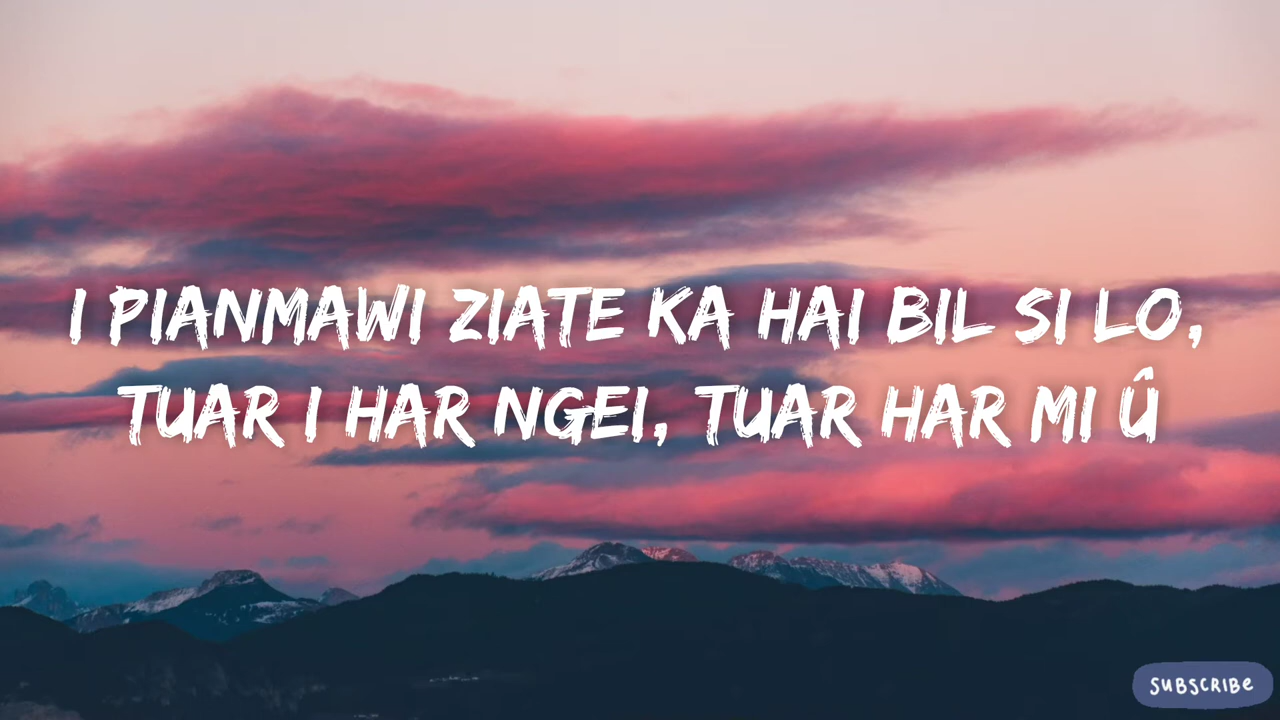 I PIANMAWI ZIATE KA HAI BIL SI LO,
TUAR I HAR NGEI, TUAR HAR MI Û
SUBSCRIBE